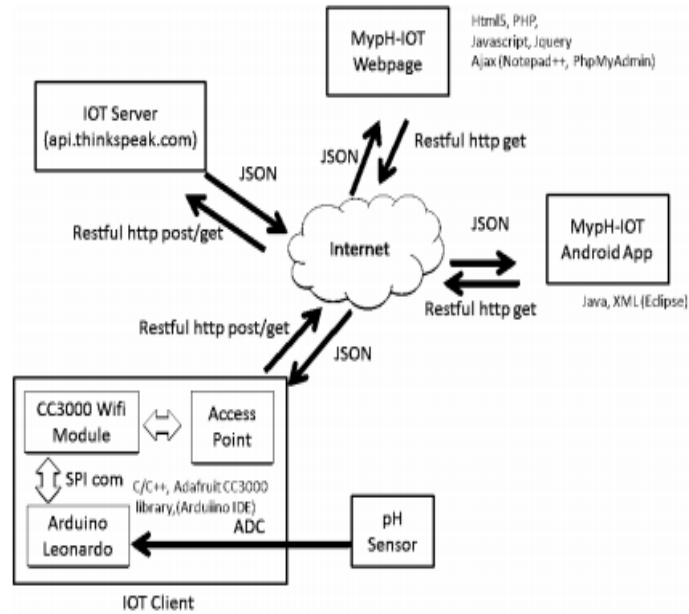 MypH-IOT
Webpage
Html5, PHP,
Javascript, Jquery
Ajax (Notepad++, PhpMyAdmin)
IOT Server
(api.thinkspeak.com)
JSON
Restful http post/get
JSON
Restful http get
Internet
JSON
Restful http get
MypH-IOT
Android App
Java, XML (Eclipse)
Restful http post/get
JSON
CC3000 Wifi
Module
Access
Point
SPI com
C/C++, Adafruit CC3000
library,(Arduiino IDE)
Arduino
Leonardo
ADC
pH
Sensor
IOT Client